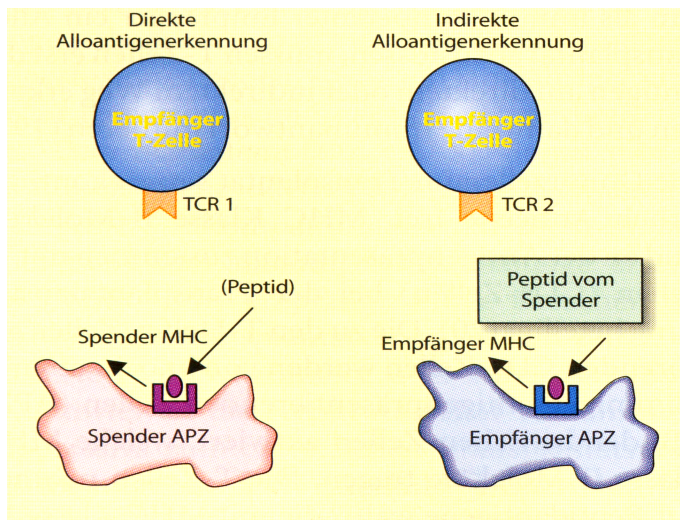 Direkte
Alloantigenerkennung
Empfänger
T-Zelle
TCR 1
(Peptid)
Spender MHC
Spender APZ
Indirekte
Alloantigenerkennung
Empfänger
T-Zelle
TCR 2
Peptid vom
Spender
Empfänger MHC
Empfänger APZ